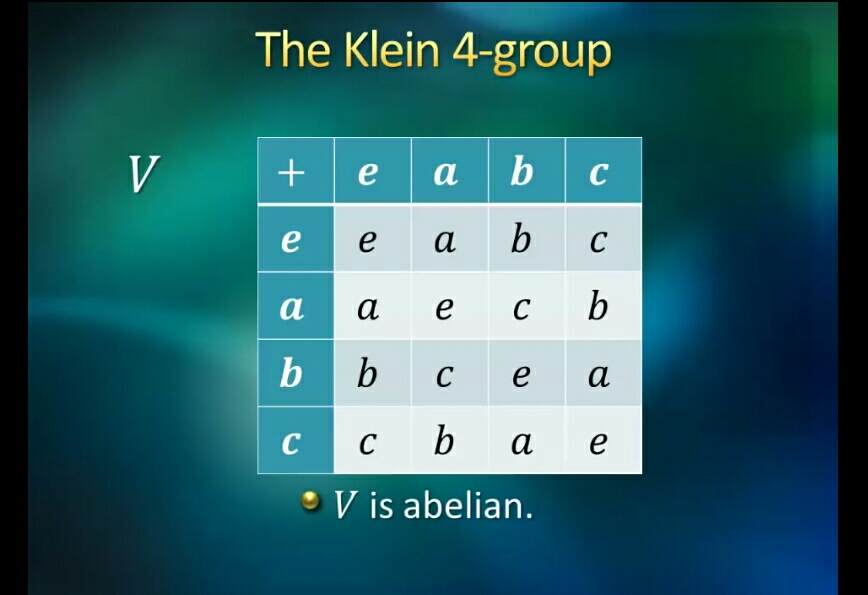 The Klein 4-group
V
+ e a b c
e e a b c
a a e c b
b b c e a
c c b a e
V is abelian.